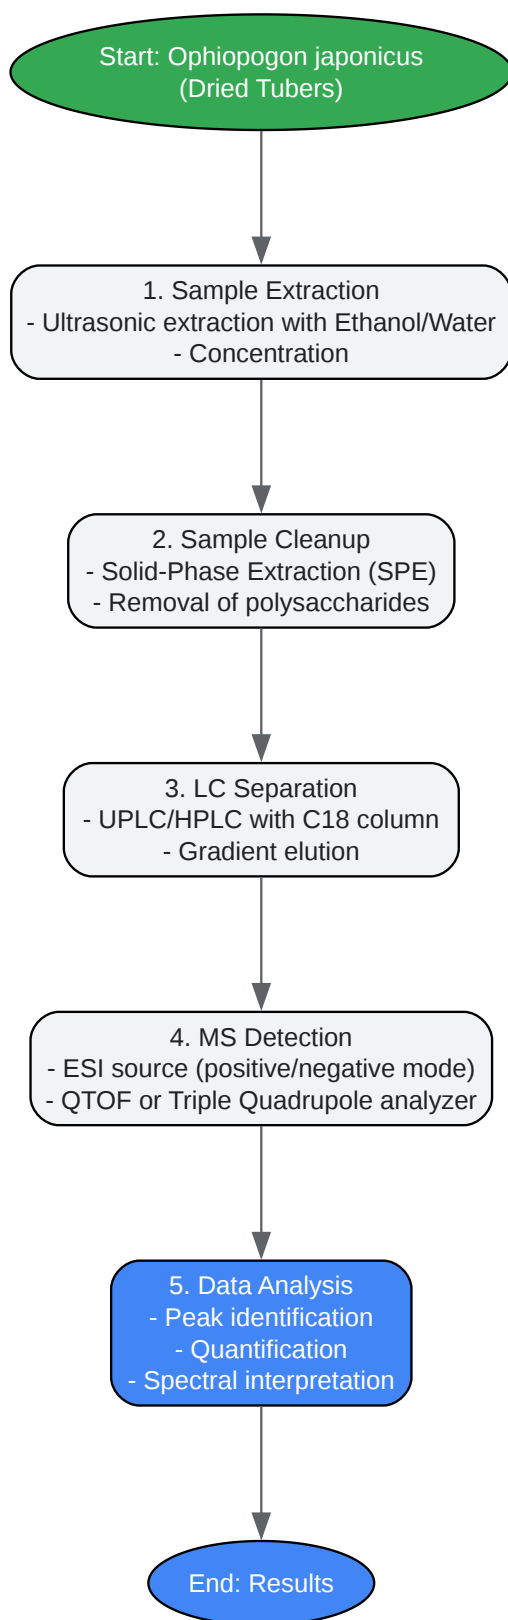 Start: Ophiopogon japonicus
(Dried Tubers)
1. Sample Extraction
- Ultrasonic extraction with Ethanol/Water
- Concentration
2. Sample Cleanup
- Solid-Phase Extraction (SPE)
- Removal of polysaccharides
3. LC Separation
- UPLC/HPLC with C18 column
- Gradient elution
4. MS Detection
- ESI source (positive/negative mode)
- QTOF or Triple Quadrupole analyzer
5. Data Analysis
- Peak identification
- Quantification
- Spectral interpretation
End: Results